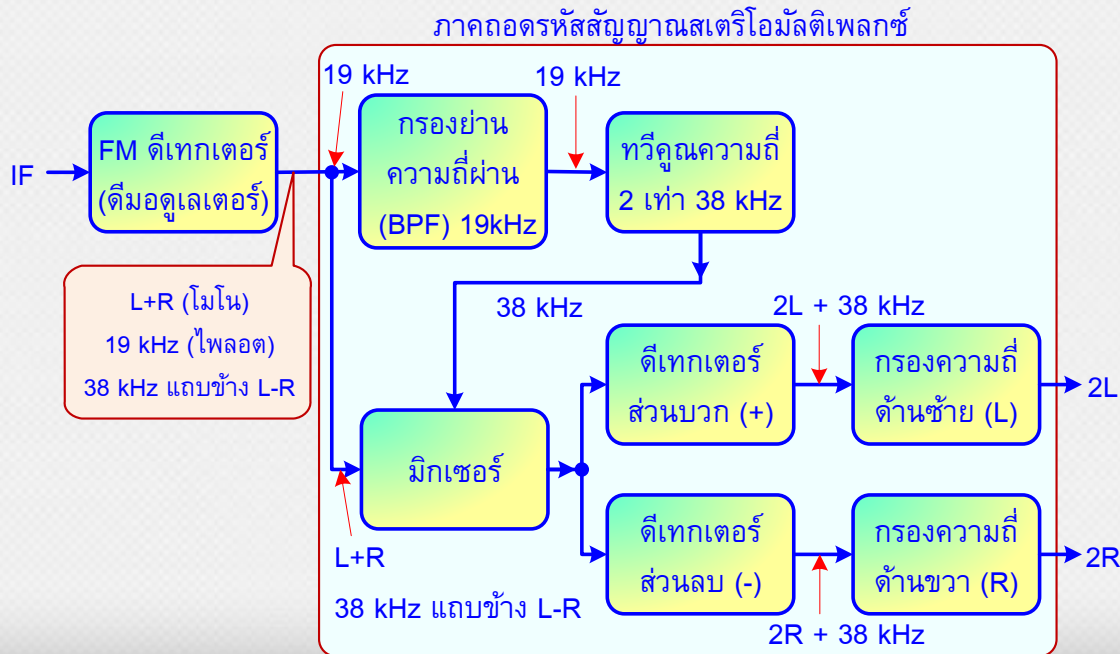 ภาคถอดรหัสสัญญาณสเตริโอมัลติเพลกซ์
19 kHz
19 kHz
IF
FM ดีเทกเตอร์
(ดีมอดูเลเตอร์)
กรองย่าน
ความถี่ผ่าน
(BPF) 19kHz
ทวีคูณความถี่
2 เท่า 38 kHz
L+R (โมโน)
19 kHz (ไพลอต)
38 kHz แถบข้าง L-R
38 kHz
2L + 38 kHz
มิกเซอร์
ดีเทกเตอร์
ส่วนบวก (+)
กรองความถี่
ด้านซ้าย (L)
2L
ดีเทกเตอร์
ส่วนลบ (-)
กรองความถี่
ด้านขวา (R)
2R
L+R
38 kHz แถบข้าง L-R
2R + 38 kHz